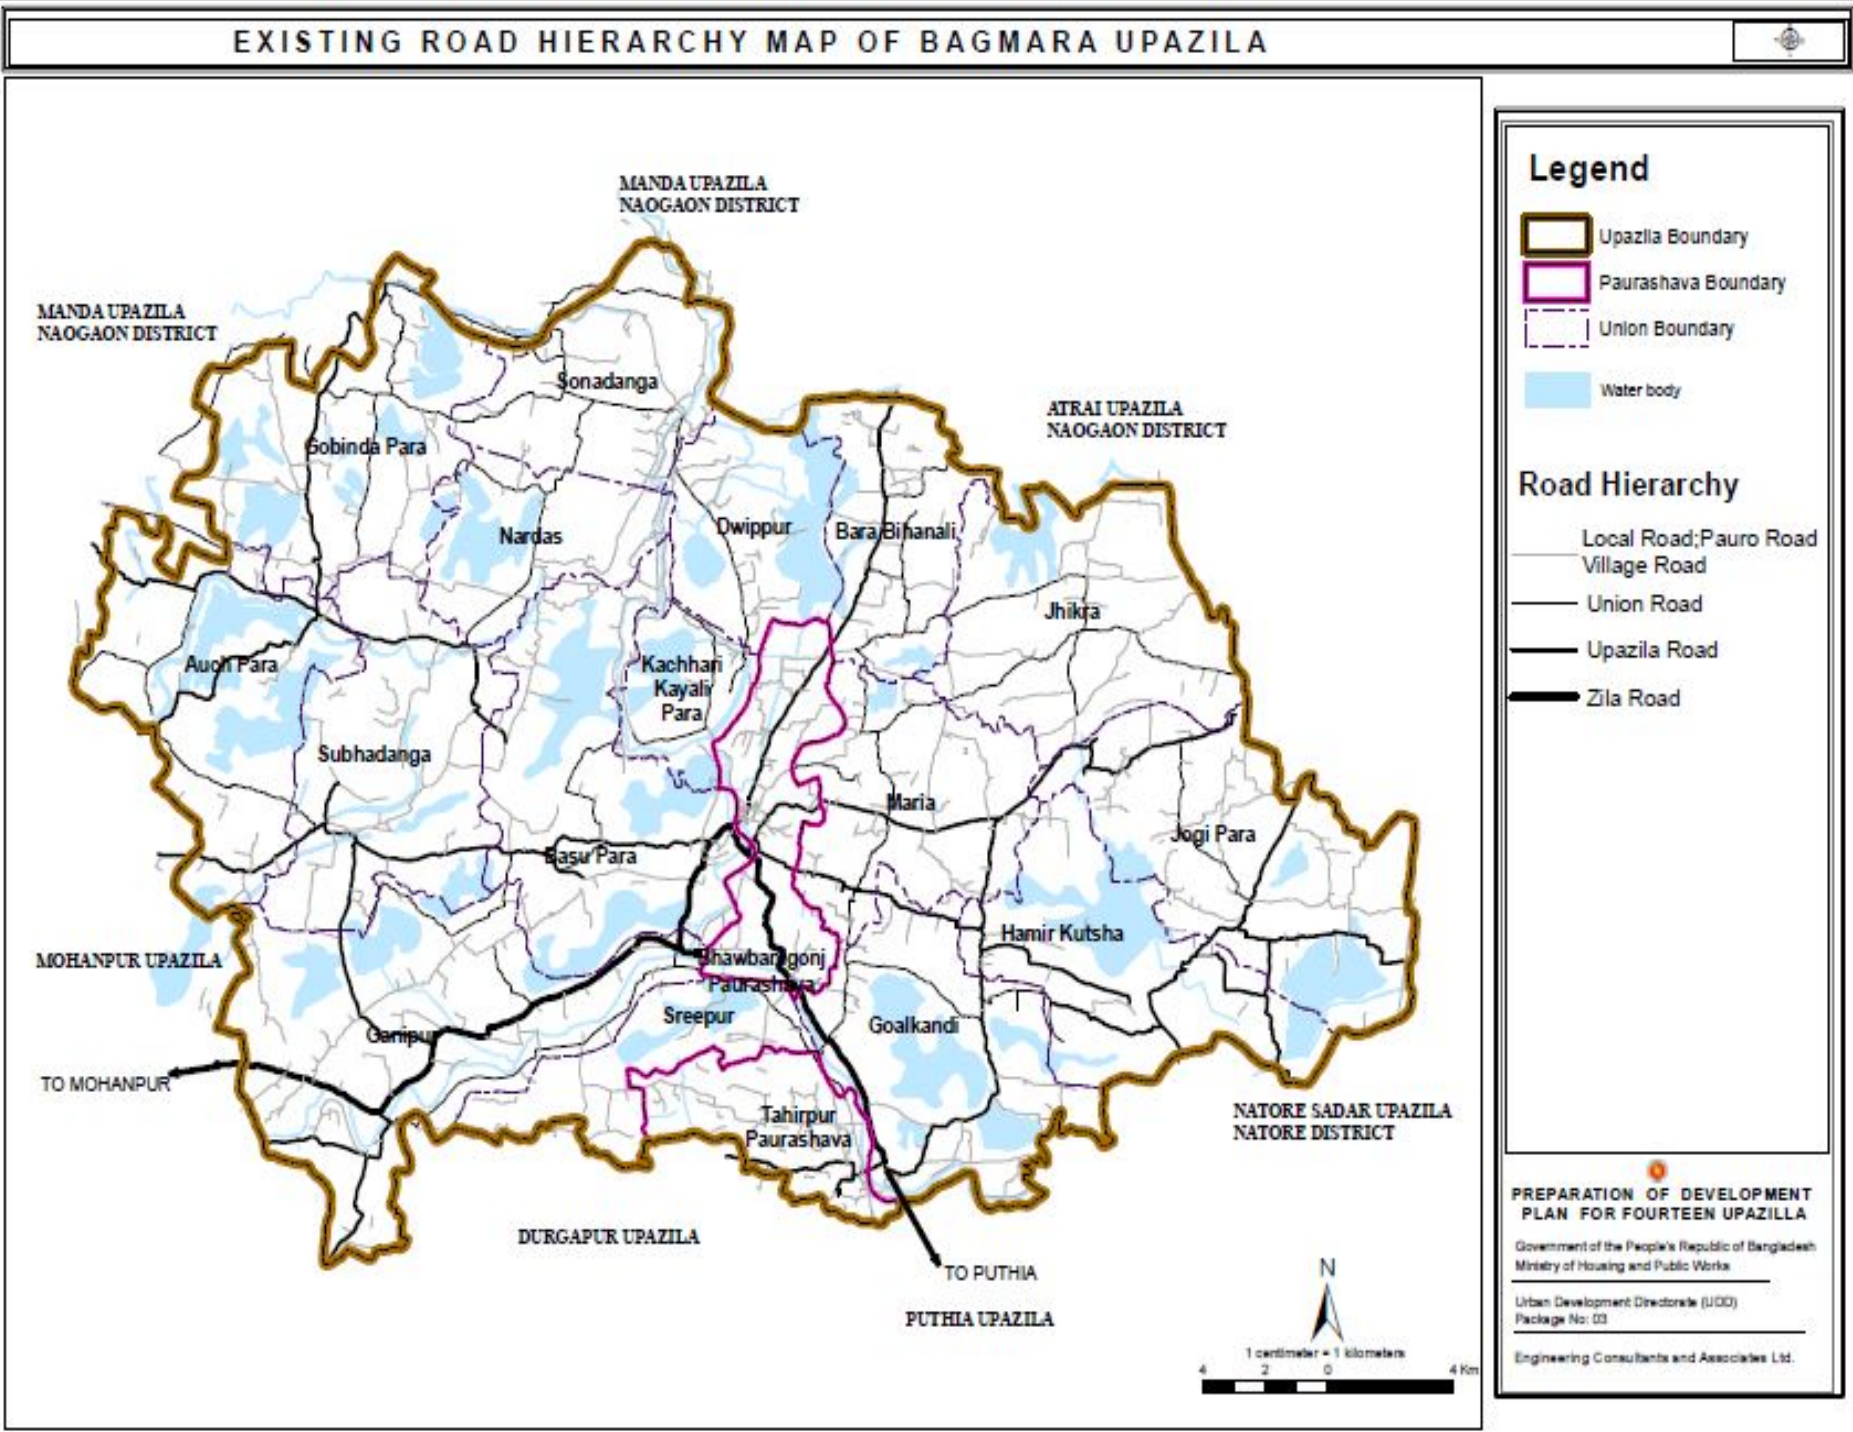 EXISTING ROAD HIERARCHY MAP OF BAGMARA UPAZILA
MANDA UPAZILA
NAOGAON DISTRICT
MANDA UPAZILA
NAOGAON DISTRICT
ATRAI UPAZILA
NAOGAON DISTRICT
Sonadanga
Gobinda Para
Nardas
Dwippur
Bara Bihanali
Jhikra
Auch Para
Kachhari
Kayali
Para
Subhadanga
Maria
Jogi Para
Basu Para
Hamir Kutsha
MOHANPUR UPAZILA
Bhawbanigonj
Paurashava
Sreepur
Goalkandi
Ganipur
TO MOHANPUR
Tahirpur
Paurashava
NATORE SADAR UPAZILA
NATORE DISTRICT
DURGAPUR UPAZILA
TO PUTHIA
PUTHIA UPAZILA
N
1 centimeter = 1 kilometers
4 2 0 4 Km
Legend
Upazila Boundary
Paurashava Boundary
Union Boundary
Water body
Road Hierarchy
Local Road;Pauro Road
Village Road
Union Road
Upazila Road
Zila Road
PREPARATION OF DEVELOPMENT
PLAN FOR FOURTEEN UPAZILLA
Government of the People's Republic of Bangladesh
Ministry of Housing and Public Works
Urban Development Directorate (UDD)
Package No: 03
Engineering Consultants and Associates Ltd.